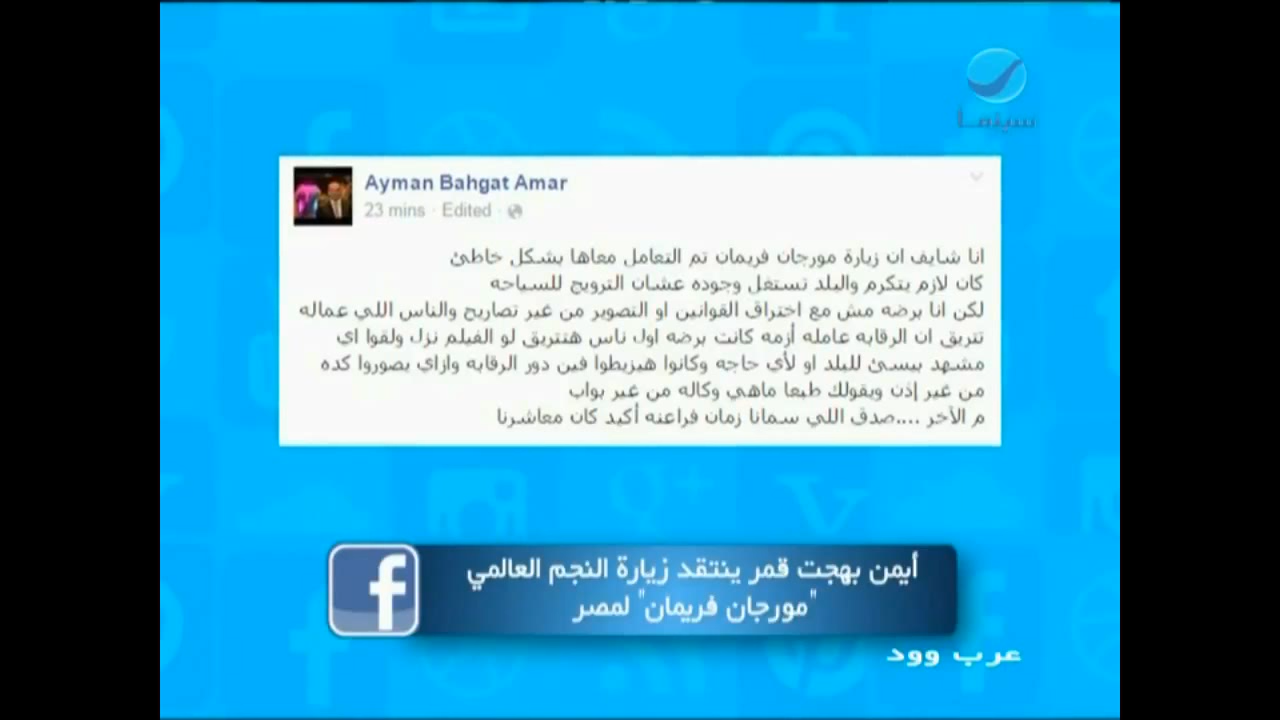 سينما
Ayman Bahgat Amar
23 mins · Edited ·
انا شايف ان زيارة مورجان فريمان تم التعامل معاها بشكل خاطئ
كان لازم يتكرم والبلد تستغل وجوده عشان الترويج للسياحه
لكن انا برضه مش مع اختراق القوانين او التصوير من غير تصاريح والناس اللي عماله
تتريق ان الرقابه عامله أزمه كانت برضه اول ناس هتتريق لو الفيلم نزل ولقوا اي
مشهد بيسئ للبلد او لأي حاجه وكانوا هيزيطوا فين دور الرقابه وازاي يصوروا كده
من غير إذن ويقولك طبعا ماهي وكاله من غير بواب
م الآخر ....صدق اللي سمانا زمان فراعنه أكيد كان معاشرنا
أيمن بهجت قمر ينتقد زيارة النجم العالمي
"مورجان فريمان" لمصر
عرب وود